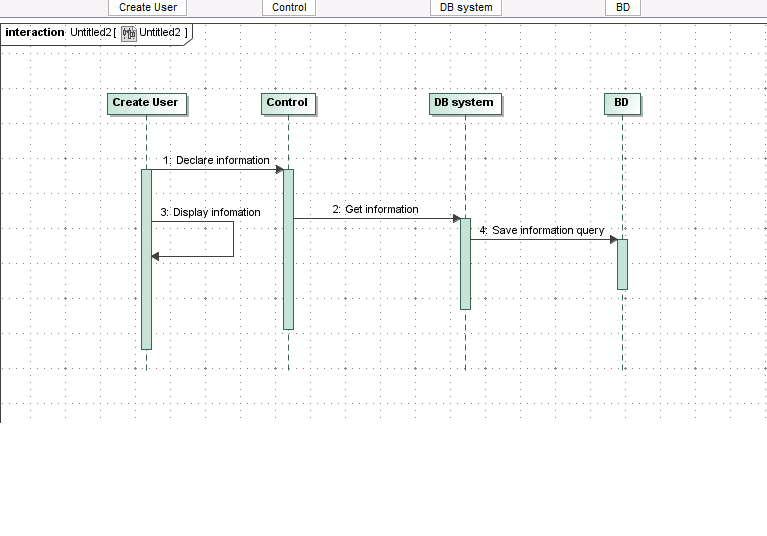 Create User Control DB system BD
interaction Untitled2[ Untitled2 ]
Create User Control DB system BD
1: Declare information
2: Get information
3: Display infomation
4: Save information query